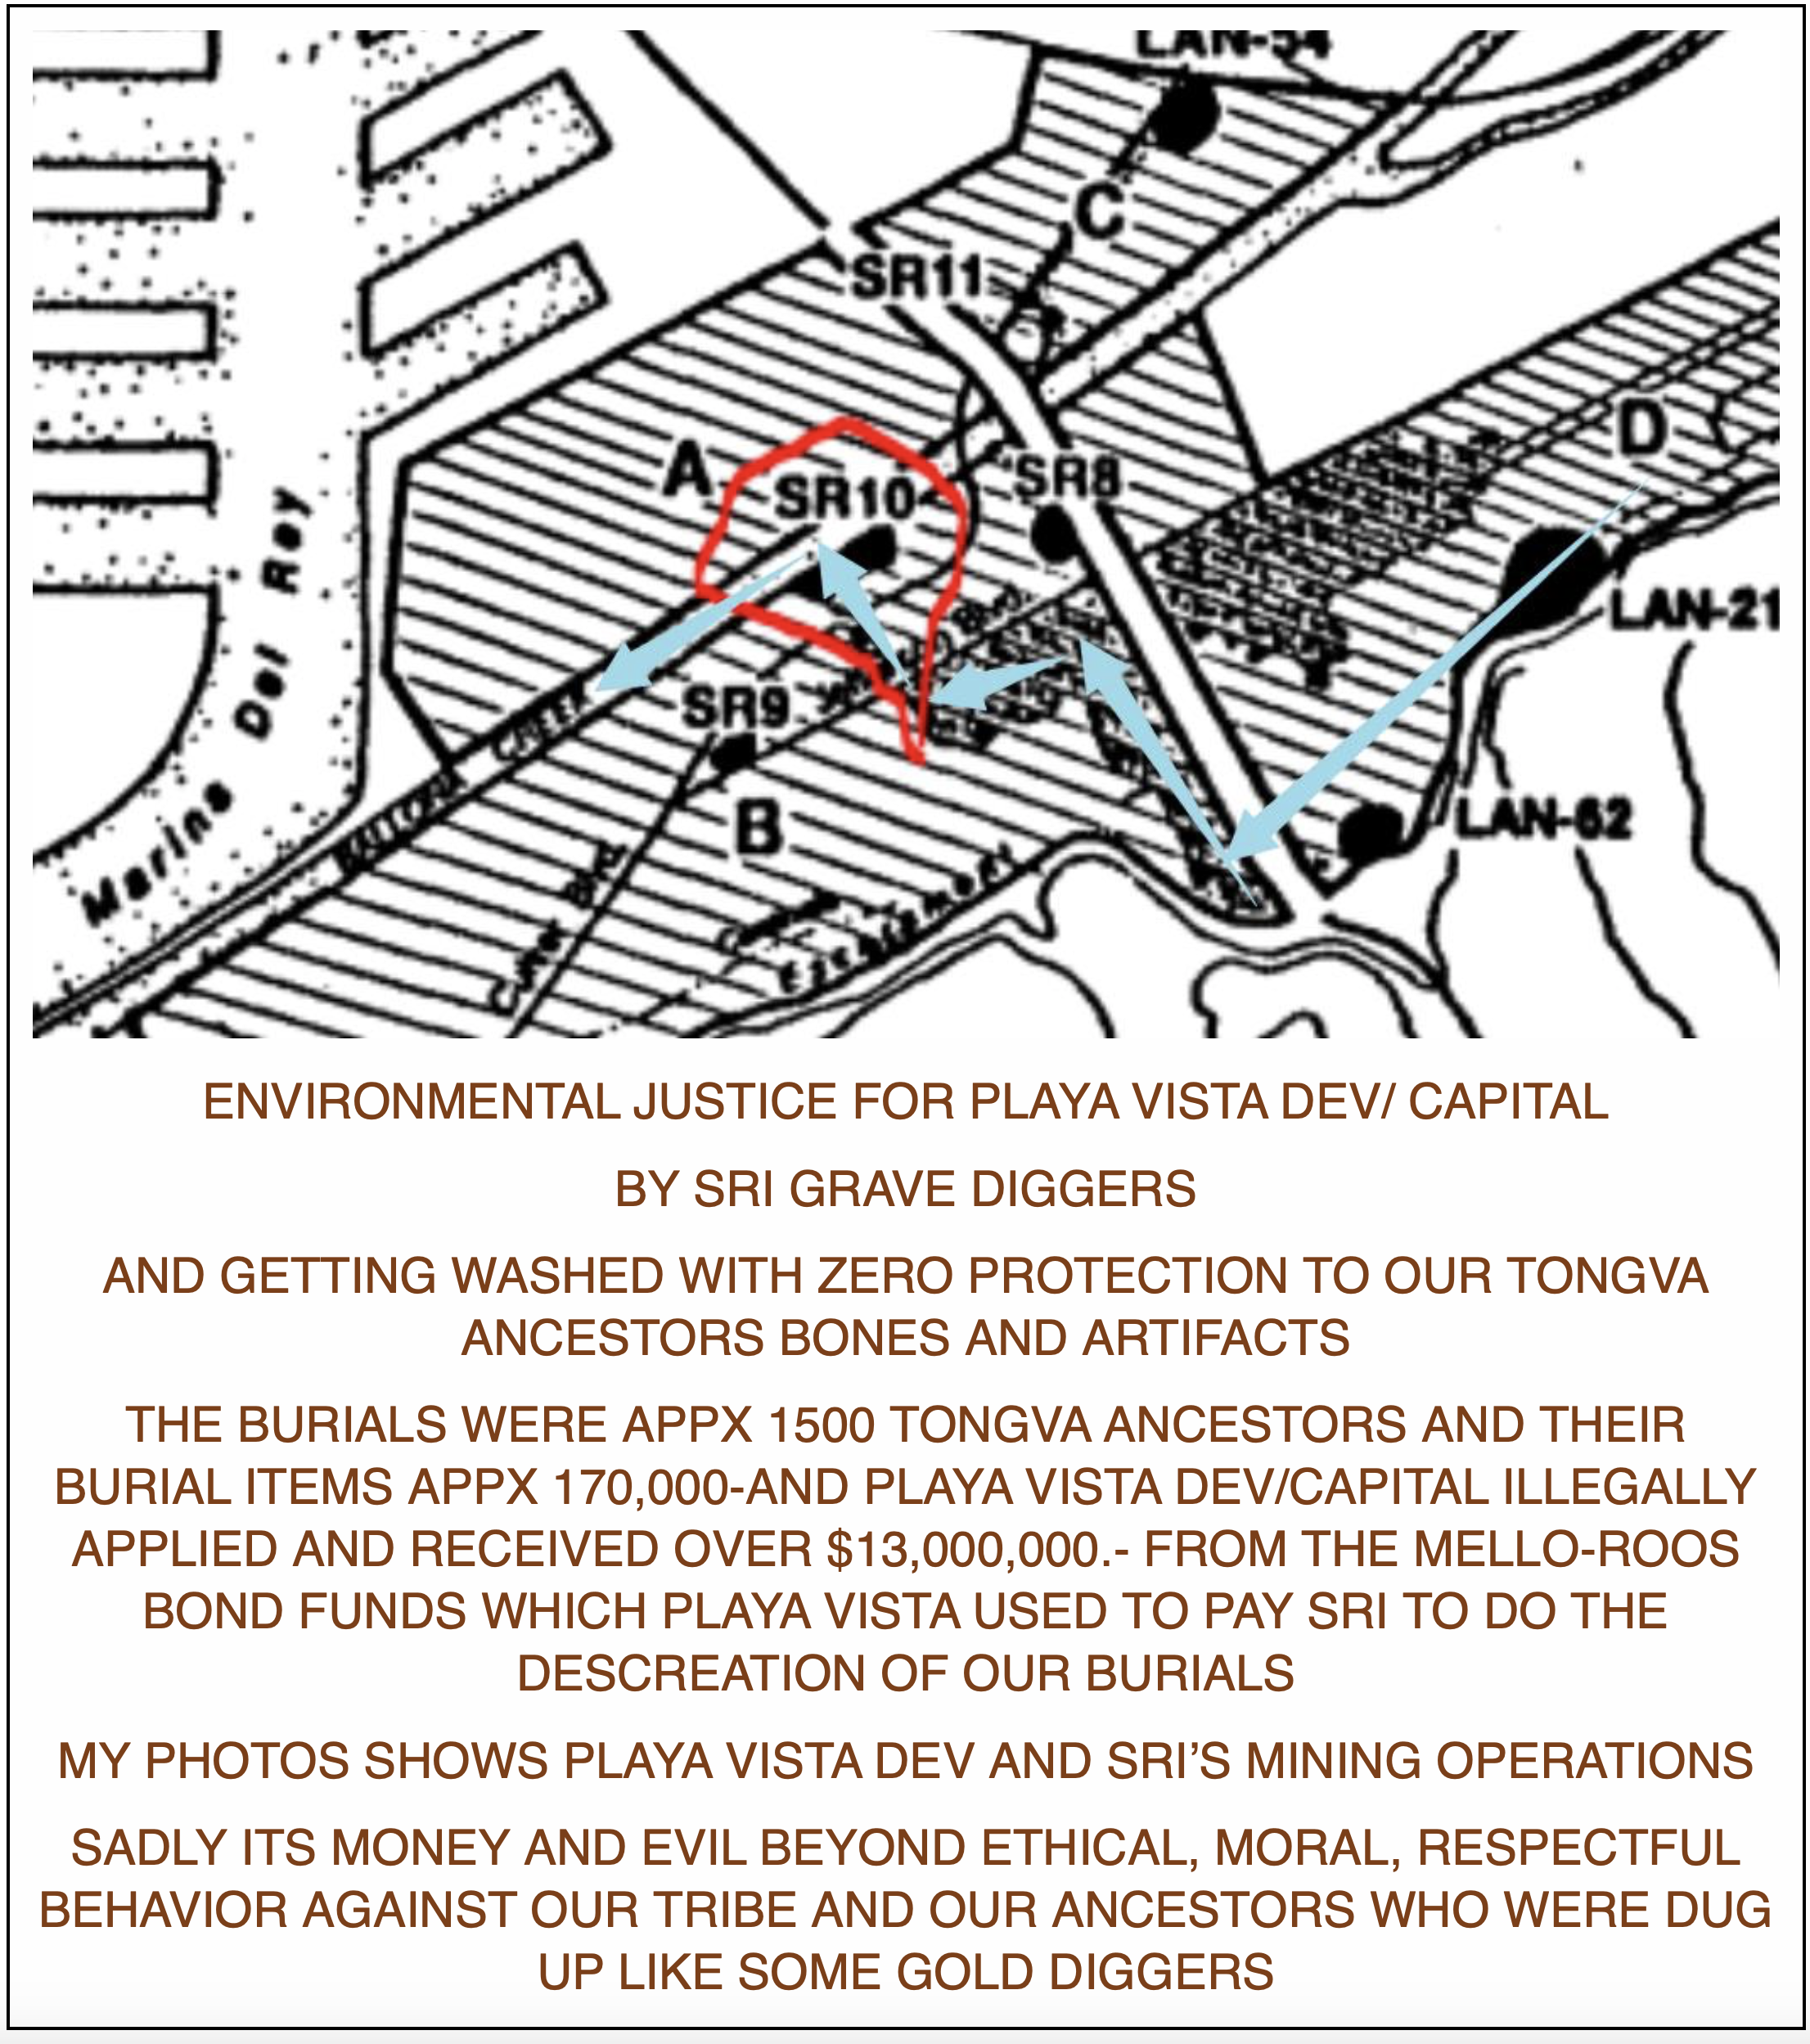 LAN-54
C
SR11
A
SR10
SR8
D
LAN-21
Marina Del Rey
SR9
CREEK
BALLONA
B
LAN-62
Escarpment
ENVIRONMENTAL JUSTICE FOR PLAYA VISTA DEV/ CAPITAL
BY SRI GRAVE DIGGERS
AND GETTING WASHED WITH ZERO PROTECTION TO OUR TONGVA
ANCESTORS BONES AND ARTIFACTS
THE BURIALS WERE APPX 1500 TONGVA ANCESTORS AND THEIR
BURIAL ITEMS APPX 170,000-AND PLAYA VISTA DEV/CAPITAL ILLEGALLY
APPLIED AND RECEIVED OVER $13,000,000.- FROM THE MELLO-ROOS
BOND FUNDS WHICH PLAYA VISTA USED TO PAY SRI TO DO THE
DESCREATION OF OUR BURIALS
MY PHOTOS SHOWS PLAYA VISTA DEV AND SRI’S MINING OPERATIONS
SADLY ITS MONEY AND EVIL BEYOND ETHICAL, MORAL, RESPECTFUL
BEHAVIOR AGAINST OUR TRIBE AND OUR ANCESTORS WHO WERE DUG
UP LIKE SOME GOLD DIGGERS